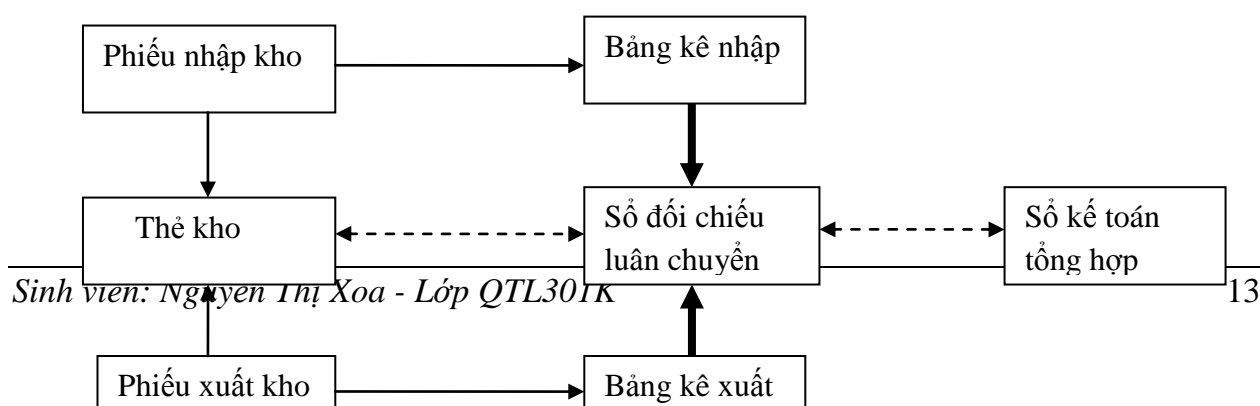 Phiếu nhập kho
Bảng kê nhập
Thẻ kho
Sổ đối chiếu
luân chuyển
Sổ kế toán
tổng hợp
Sinh viên: Nguyễn Thị Xoa - Lớp QTL301K
13
Phiếu xuất kho
Bảng kê xuất